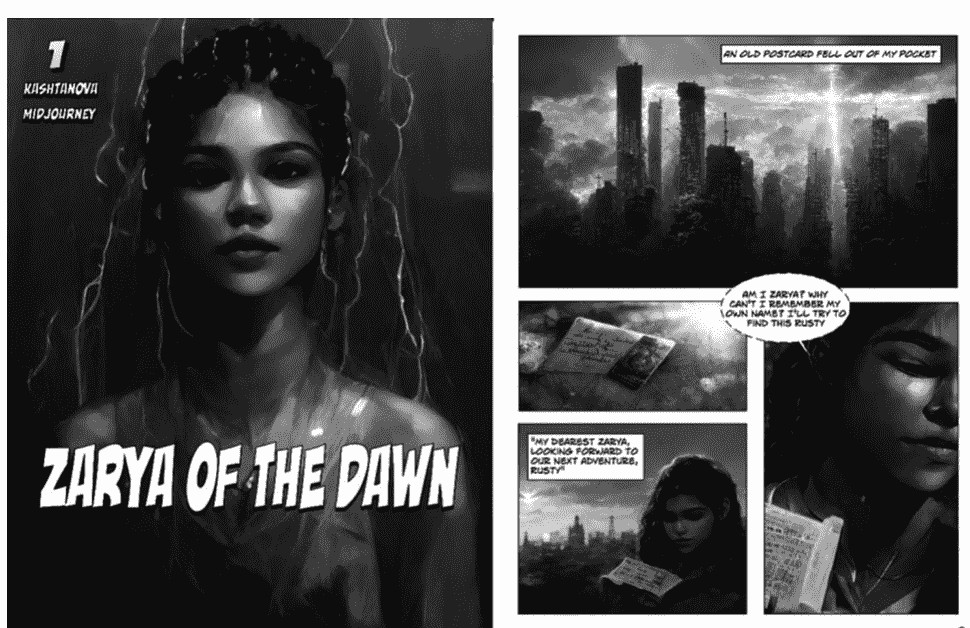 1
KASHTANOVA
MIDJOURNEY
ZARYA OF THE DAWN
AN OLD POSTCARD FELL OUT OF MY POCKET
AM I ZARYA? WHY
CAN'T I REMEMBER MY
OWN NAME? I'LL TRY TO
FIND THIS RUSTY
"MY DEAREST ZARYA,
LOOKING FORWARD TO
OUR NEXT ADVENTURE,
RUSTY"